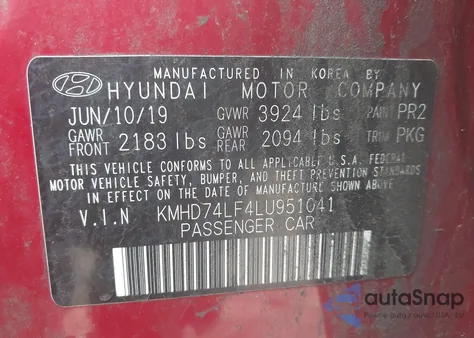 MANUFACTURED IN KOREA BY
HYUNDAI MOTOR COMPANY
JUN/10/19 GVWR 3924 lbs PAINT PR2
GAWR FRONT 2183 lbs GAWR REAR 2094 lbs TRIM PKG
THIS VEHICLE CONFORMS TO ALL APPLICABLE U.S.A. FEDERAL
MOTOR VEHICLE SAFETY, BUMPER, AND THEFT PREVENTION STANDARDS
IN EFFECT ON THE DATE OF MANUFACTURE SHOWN ABOVE.
V.I.N KMHD74LF4LU951041
PASSENGER CAR
autaSnap